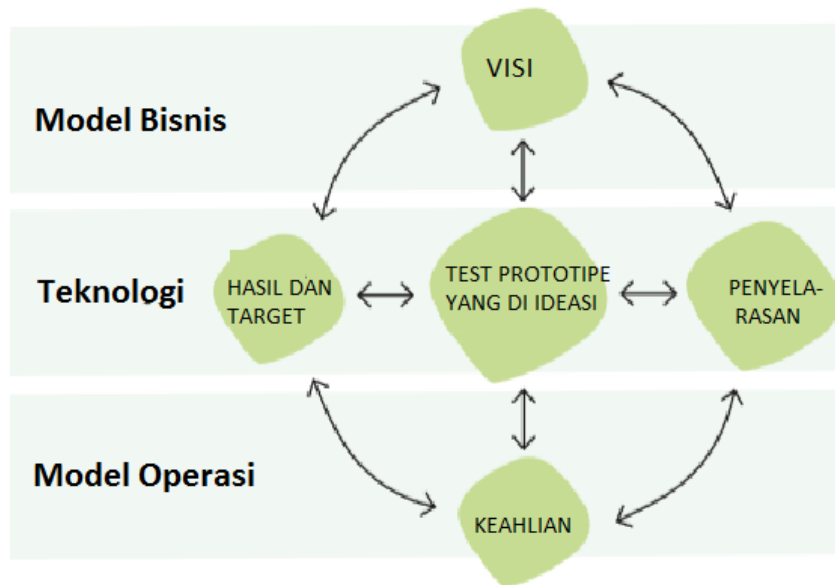 VISI
Model Bisnis
Teknologi
HASIL DAN
TARGET
TEST PROTOTIPE
YANG DI IDEASI
PENYELA-
RASAN
Model Operasi
KEAHLIAN